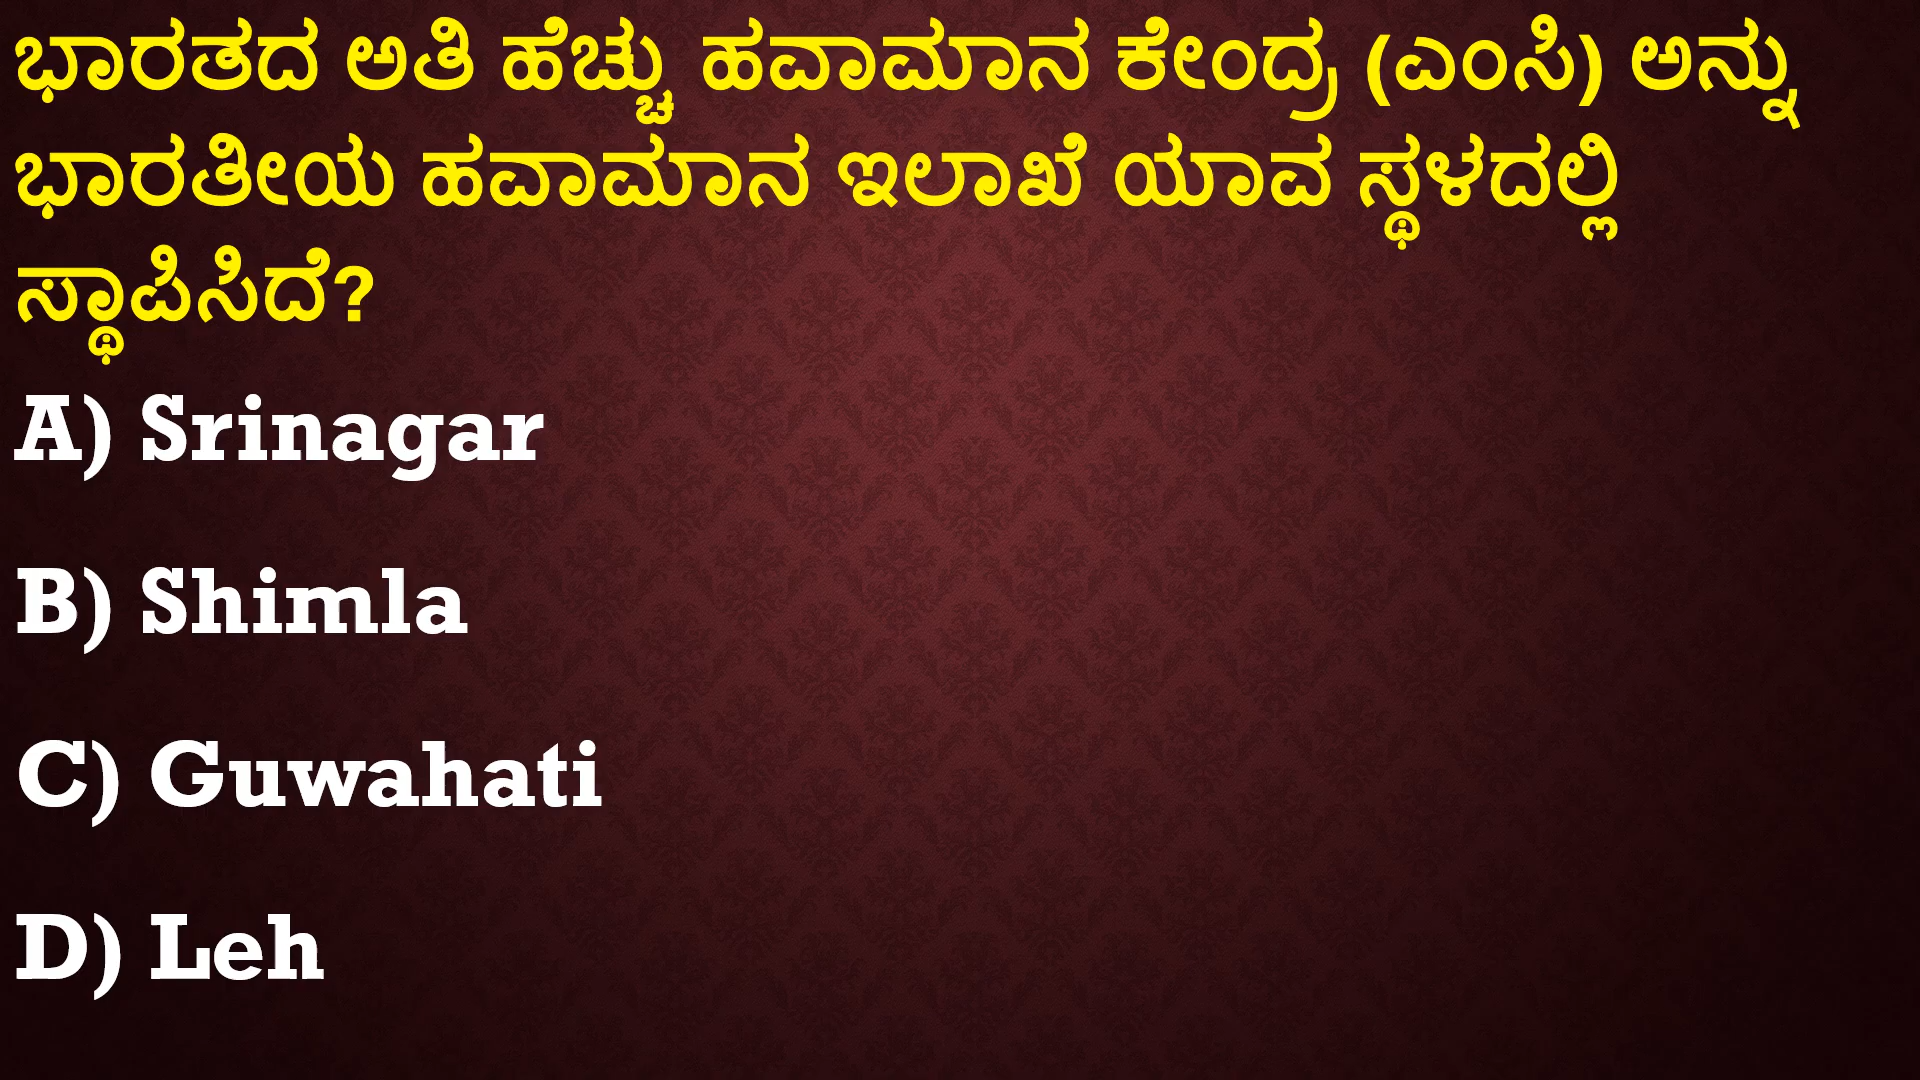 ಭಾರತದ ಅತಿ ಹೆಚ್ಚು ಹವಾಮಾನ ಕೇಂದ್ರ (ಎಂಸಿ) ಅನ್ನು
ಭಾರತೀಯ ಹವಾಮಾನ ಇಲಾಖೆ ಯಾವ ಸ್ಥಳದಲ್ಲಿ
ಸ್ಥಾಪಿಸಿದೆ?
A) Srinagar
B) Shimla
C) Guwahati
D) Leh